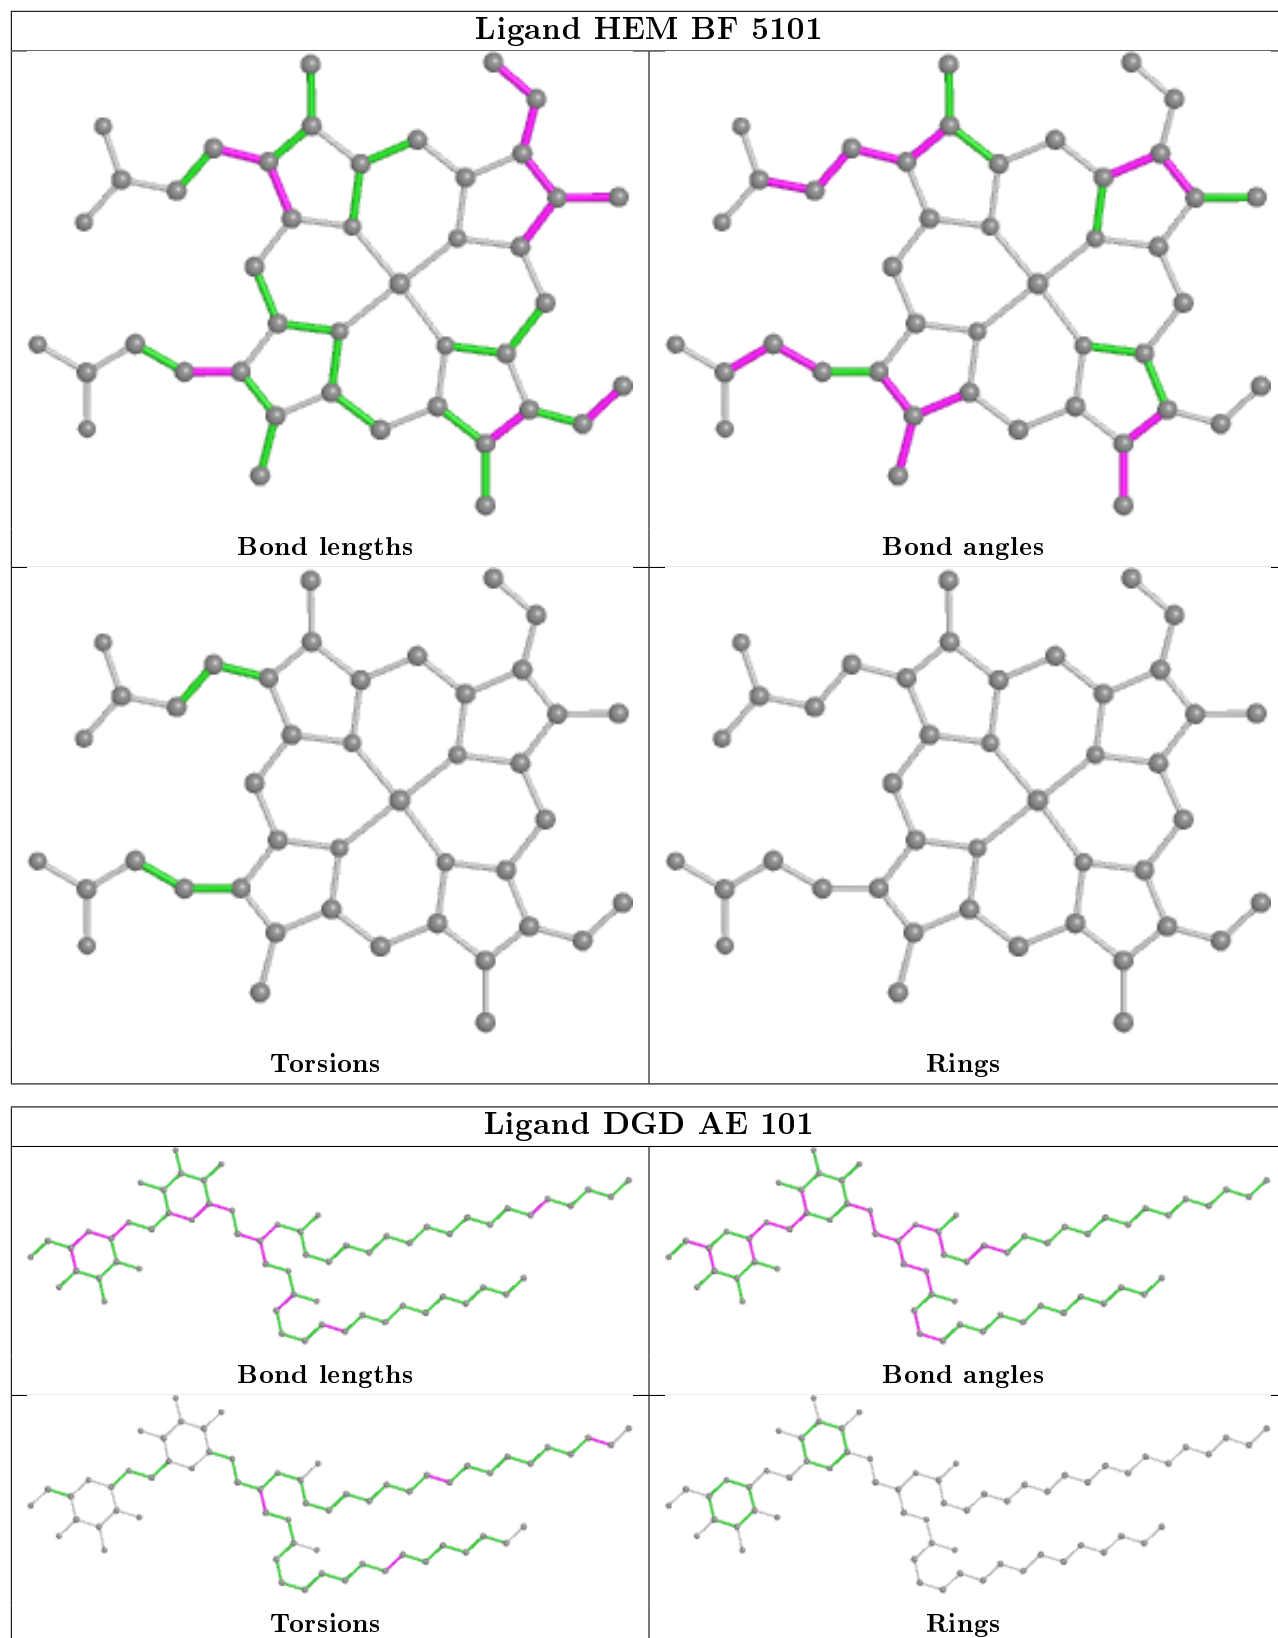 Ligand HEM BF 5101
Bond lengths
Bond angles
Torsions
Rings
Ligand DGD AE 101
Bond lengths
Bond angles
Torsions
Rings